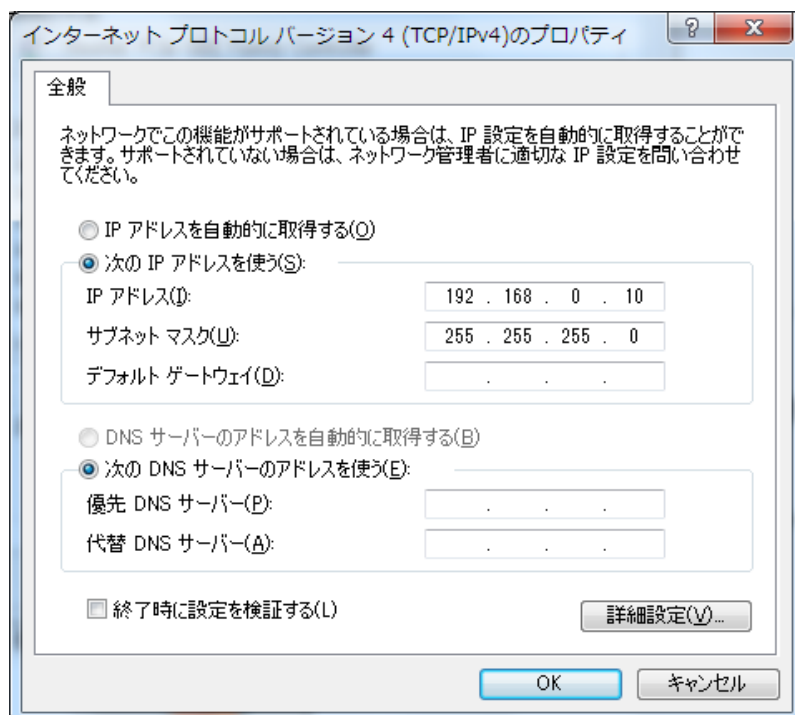 インターネット プロトコル バージョン 4 (TCP/IPv4)のプロパティ
全般
ネットワークでこの機能がサポートされている場合は、IP 設定を自動的に取得することがで
きます。サポートされていない場合は、ネットワーク管理者に適切な IP 設定を問い合わせ
てください。
IP アドレスを自動的に取得する(O)
次の IP アドレスを使う(S):
IP アドレス(I): 192 . 168 . 0 . 10
サブネット マスク(U): 255 . 255 . 255 . 0
デフォルト ゲートウェイ(D): . . .
DNS サーバーのアドレスを自動的に取得する(B)
次の DNS サーバーのアドレスを使う(E):
優先 DNS サーバー(P): . . .
代替 DNS サーバー(A): . . .
終了時に設定を検証する(L)
詳細設定(V)...
OK キャンセル